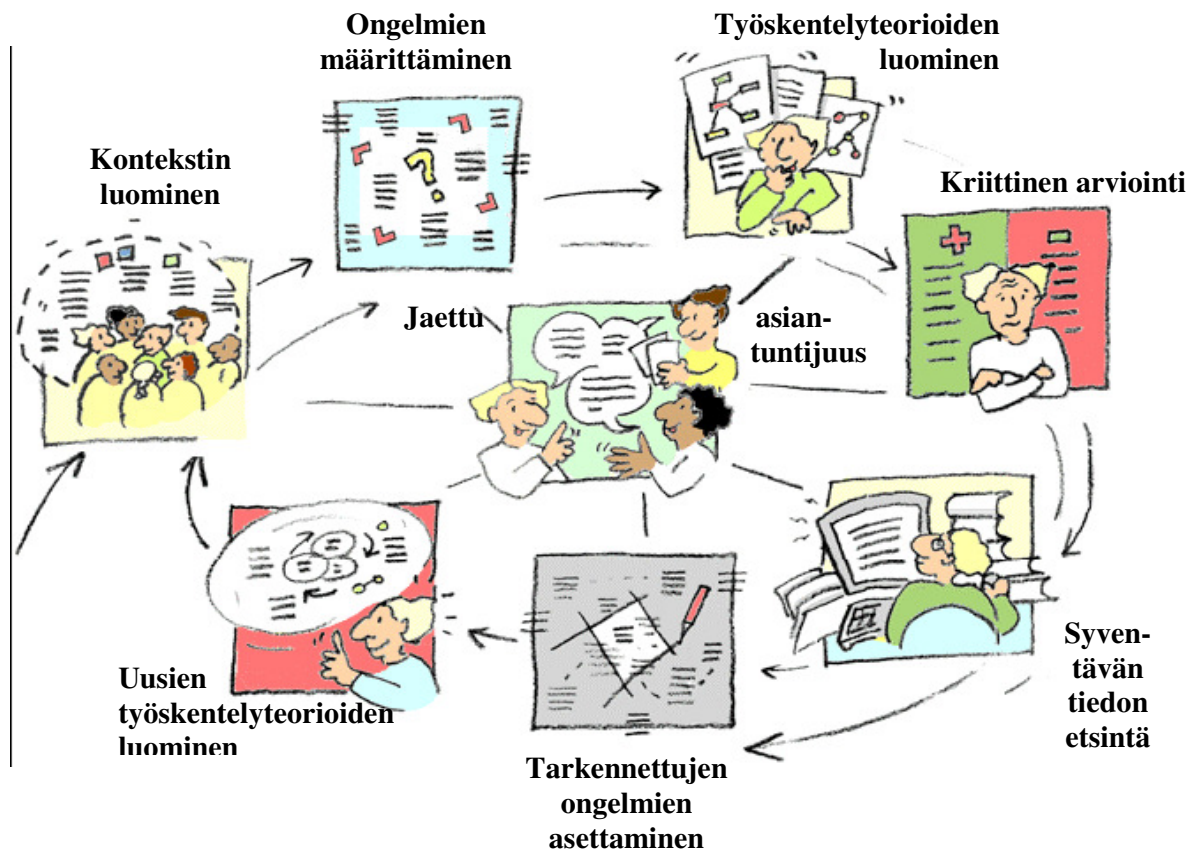 Ongelmien
määrittäminen
Työskentelyteorioiden
luominen
Kontekstin
luominen
Kriittinen arviointi
Jaettu
asian-
tuntijuus
Syven-
tävän
tiedon
etsintä
Uusien
työskentelyteorioiden
luominen
Tarkennettujen
ongelmien
asettaminen